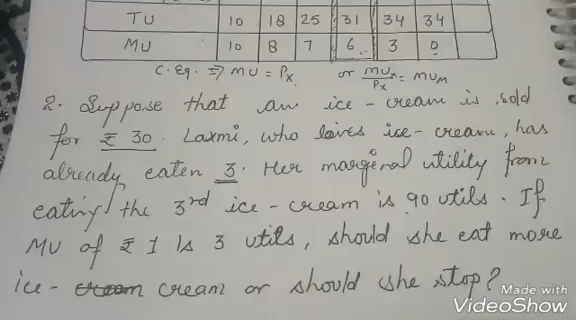 TU 10 18 25 31 34 34
MU 10 8 7 6 3 0
C. Eq. ⇒ MU = Px or MUx/Px = MUM
2. Suppose that an ice-cream is sold
for ₹ 30. Laxmi, who loves ice-cream, has
already eaten 3. Her marginal utility from
eating the 3rd ice-cream is 90 utils. If
MU of ₹ 1 is 3 utils, should she eat more
ice- cream or should she stop?
Made with
VideoShow